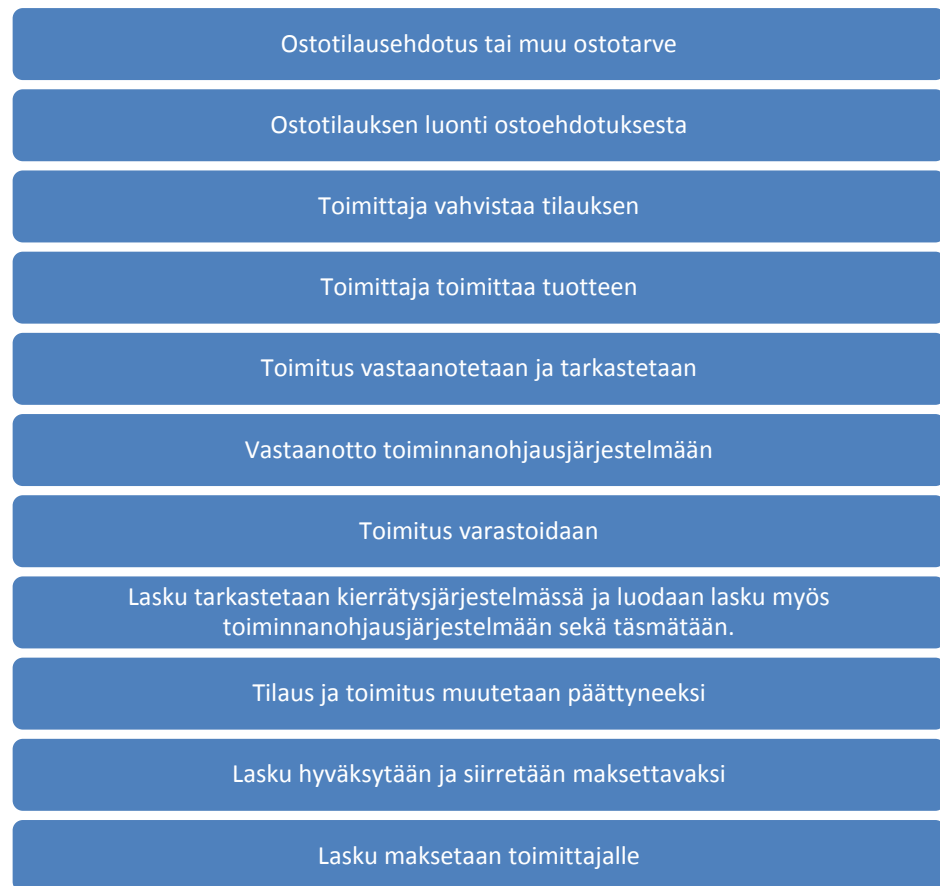 Ostotilausehdotus tai muu ostotarve
Ostotilauksen luonti ostoehdotuksesta
Toimittaja vahvistaa tilauksen
Toimittaja toimittaa tuotteen
Toimitus vastaanotetaan ja tarkastetaan
Vastaanotto toiminnanohjausjärjestelmään
Toimitus varastoidaan
Lasku tarkastetaan kierrätysjärjestelmässä ja luodaan lasku myös
toiminnanohjausjärjestelmään sekä täsmätään.
Tilaus ja toimitus muutetaan päättyneeksi
Lasku hyväksytään ja siirretään maksettavaksi
Lasku maksetaan toimittajalle